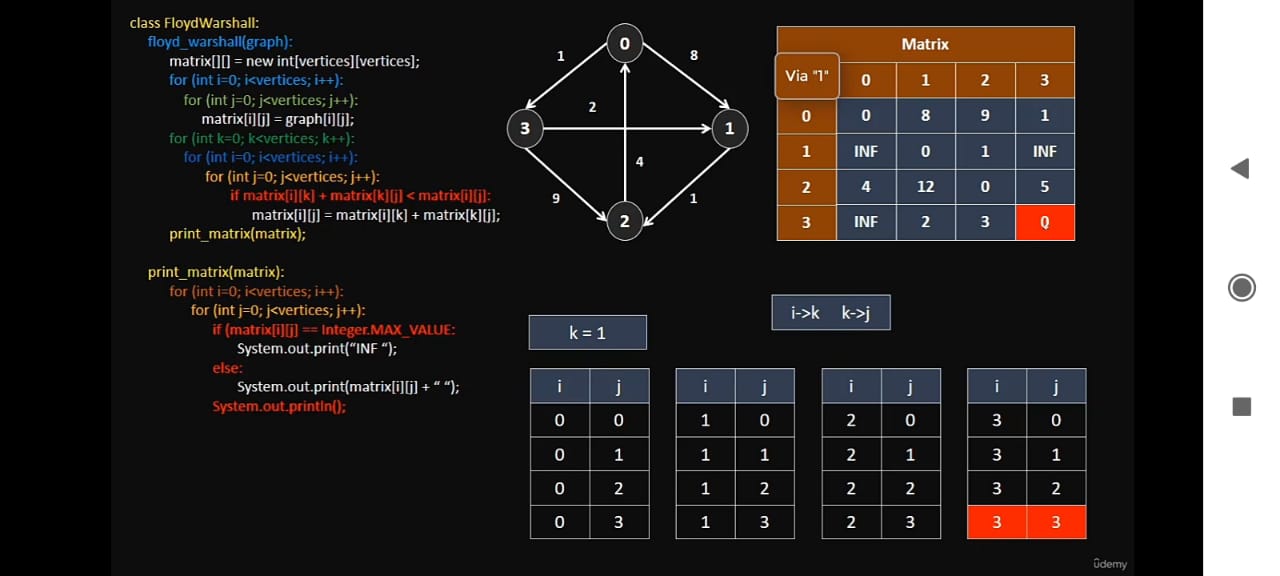 class FloydWarshall:
floyd_warshall(graph):
matrix[][] = new int[vertices][vertices];
for (int i=0; i<vertices; i++):
for (int j=0; j<vertices; j++):
matrix[i][j] = graph[i][j];
for (int k=0; k<vertices; k++):
for (int i=0; i<vertices; i++):
for (int j=0; j<vertices; j++):
if matrix[i][k] + matrix[k][j] < matrix[i][j]:
matrix[i][j] = matrix[i][k] + matrix[k][j];
print_matrix(matrix);
print_matrix(matrix):
for (int i=0; i<vertices; i++):
for (int j=0; j<vertices; j++):
if (matrix[i][j] == Integer.MAX_VALUE:
System.out.print(“INF “);
else:
System.out.print(matrix[i][j] + “ “);
System.out.println();
0
1 8
2
3 1
4
9 1
2
Matrix
Via "1" 0 1 2 3
0 0 8 9 1
1 INF 0 1 INF
2 4 12 0 5
3 INF 2 3 0
i->k k->j
k = 1
i j i j i j i j
0 0 1 0 2 0 3 0
0 1 1 1 2 1 3 1
0 2 1 2 2 2 3 2
0 3 1 3 2 3 3 3
ûdemy